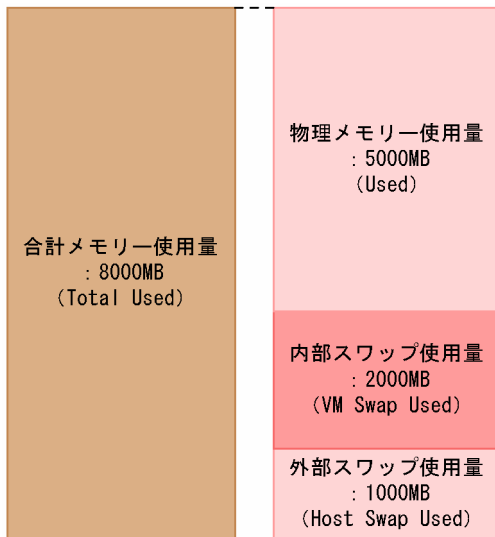 合計メモリー使用量
：8000MB
（Total Used）
物理メモリー使用量
：5000MB
（Used）
内部スワップ使用量
：2000MB
（VM Swap Used）
外部スワップ使用量
：1000MB
（Host Swap Used）